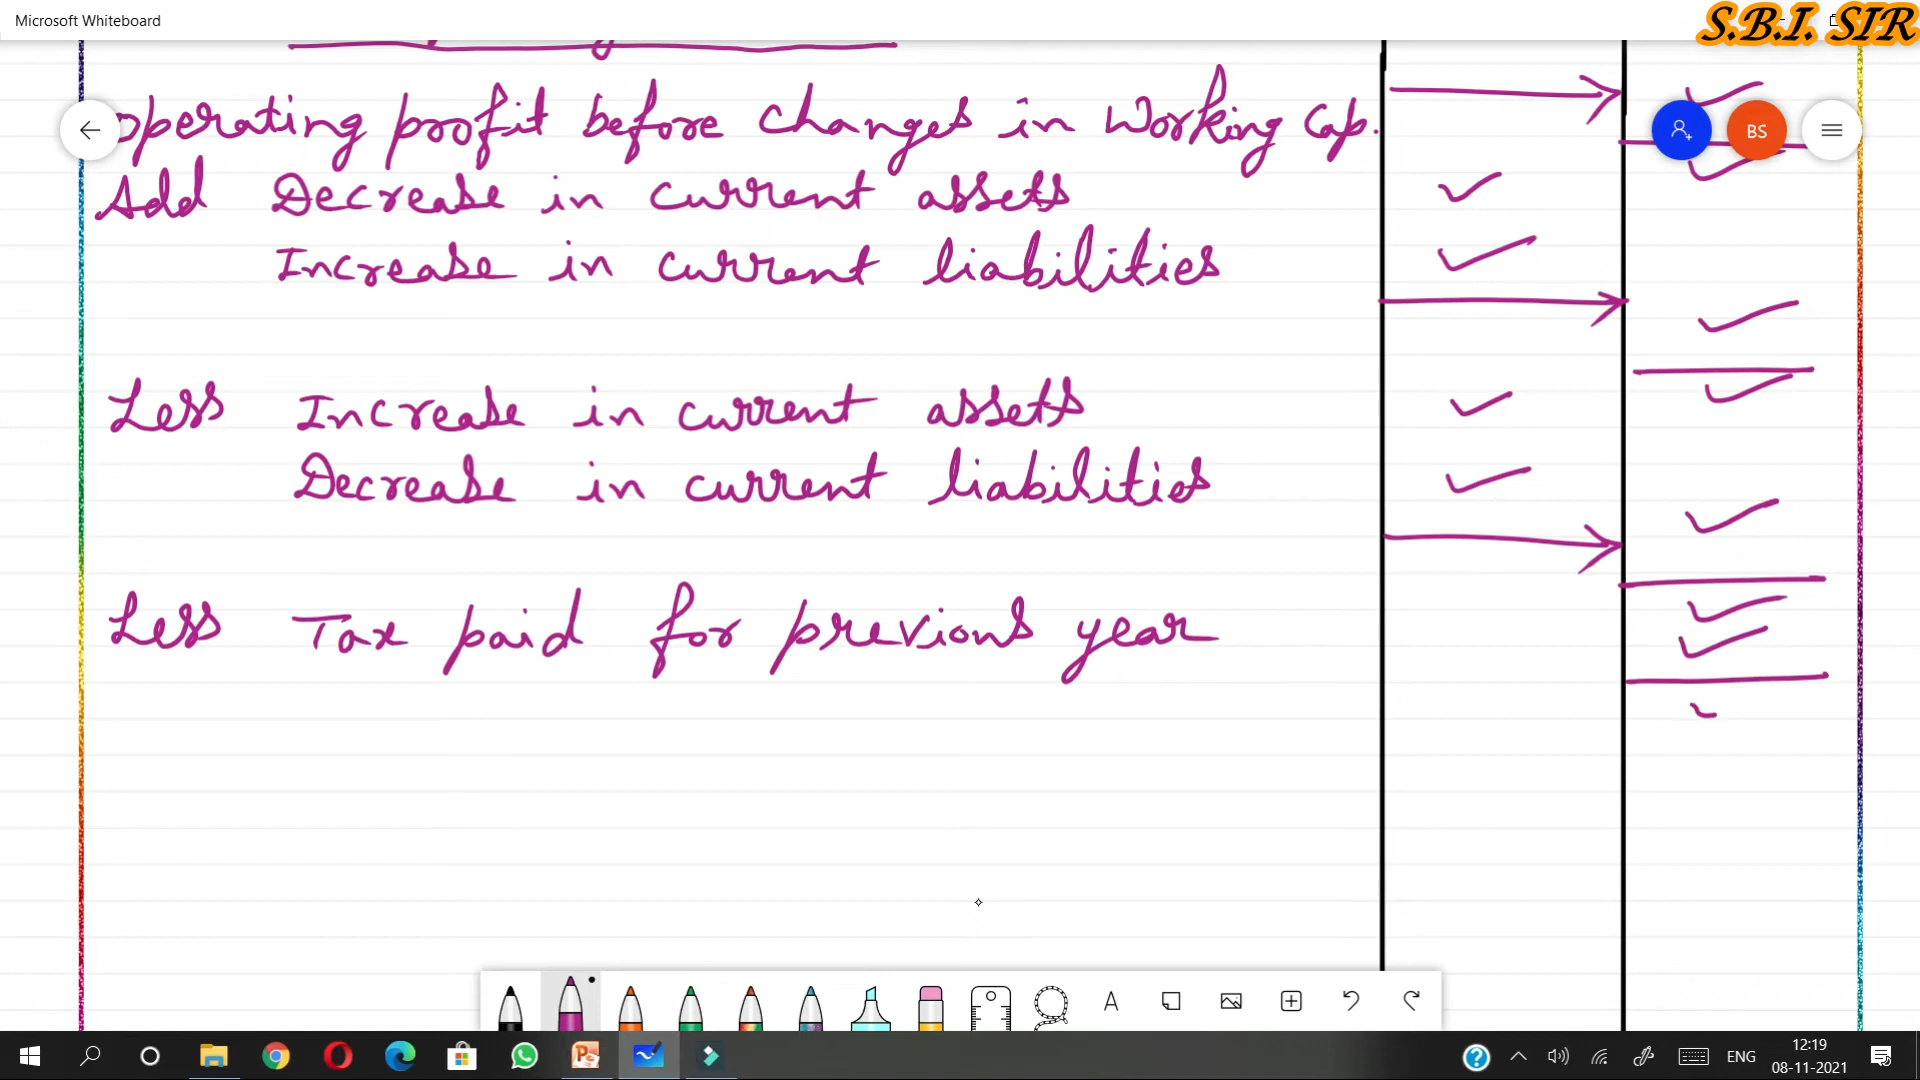 Microsoft Whiteboard
S.B.I. SIR
Operating profit before changes in Working Cap.
BS
Add Decrease in current assets
Increase in current liabilities
Less Increase in current assets
Decrease in current liabilities
Less Tax paid for previous year
A
ENG
12:19
08-11-2021